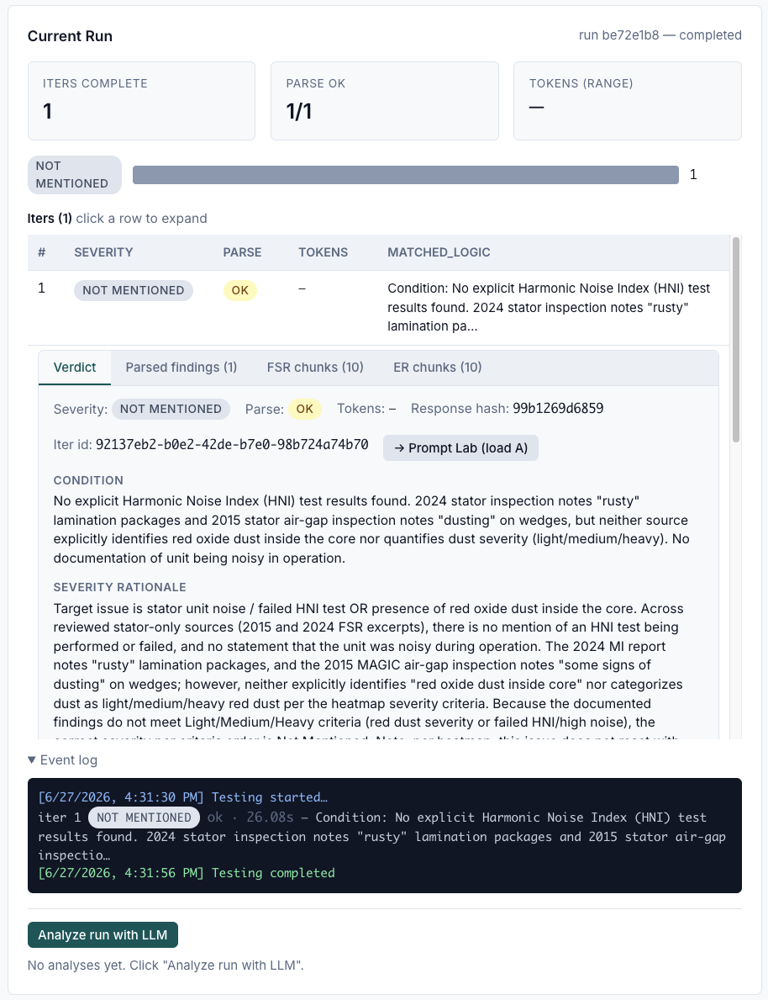 Current Run
run be72e1b8 — completed
ITERS COMPLETE
1
PARSE OK
1/1
TOKENS (RANGE)
—
NOT
MENTIONED
1
Iters (1) click a row to expand
# SEVERITY PARSE TOKENS MATCHED_LOGIC
1 NOT MENTIONED OK – Condition: No explicit Harmonic Noise Index (HNI) test
results found. 2024 stator inspection notes "rusty"
lamination pa…
Verdict Parsed findings (1) FSR chunks (10) ER chunks (10)
Severity: NOT MENTIONED Parse: OK Tokens: – Response hash: 99b1269d6859
Iter id: 92137eb2-b0e2-42de-b7e0-98b724a74b70 → Prompt Lab (load A)
CONDITION
No explicit Harmonic Noise Index (HNI) test results found. 2024 stator inspection notes "rusty"
lamination packages and 2015 stator air-gap inspection notes "dusting" on wedges, but neither source
explicitly identifies red oxide dust inside the core nor quantifies dust severity (light/medium/heavy). No
documentation of unit being noisy in operation.
SEVERITY RATIONALE
Target issue is stator unit noise / failed HNI test OR presence of red oxide dust inside the core. Across
reviewed stator-only sources (2015 and 2024 FSR excerpts), there is no mention of an HNI test being
performed or failed, and no statement that the unit was noisy during operation. The 2024 MI report
notes "rusty" lamination packages, and the 2015 MAGIC air-gap inspection notes "some signs of
dusting" on wedges; however, neither explicitly identifies "red oxide dust inside core" nor categorizes
dust as light/medium/heavy red dust per the heatmap severity criteria. Because the documented
findings do not meet Light/Medium/Heavy criteria (red dust severity or failed HNI/high noise), the
▼ Event log
[6/27/2026, 4:31:30 PM] Testing started…
iter 1 NOT MENTIONED ok · 26.08s — Condition: No explicit Harmonic Noise Index (HNI) test
results found. 2024 stator inspection notes "rusty" lamination packages and 2015 stator air-gap
inspectio…
[6/27/2026, 4:31:56 PM] Testing completed
Analyze run with LLM
No analyses yet. Click "Analyze run with LLM".